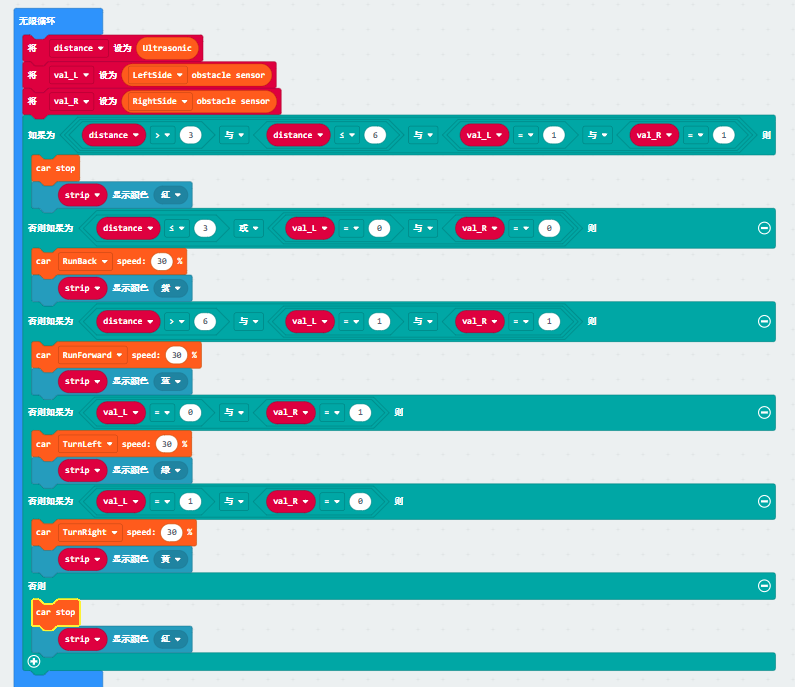 无限循环
将 distance 设为 Ultrasonic
将 val_L 设为 LeftSide obstacle sensor
将 val_R 设为 RightSide obstacle sensor
如果为 distance > 3 与 distance ≤ 6 与 val_L = 1 与 val_R = 1 则
car stop
strip 显示颜色 红
否则如果为 distance ≤ 3 或 val_L = 0 与 val_R = 0 则
car RunBack speed: 30 %
strip 显示颜色 紫
否则如果为 distance > 6 与 val_L = 1 与 val_R = 1 则
car RunForward speed: 30 %
strip 显示颜色 蓝
否则如果为 val_L = 0 与 val_R = 1 则
car TurnLeft speed: 30 %
strip 显示颜色 绿
否则如果为 val_L = 1 与 val_R = 0 则
car TurnRight speed: 30 %
strip 显示颜色 黄
否则
car stop
strip 显示颜色 红